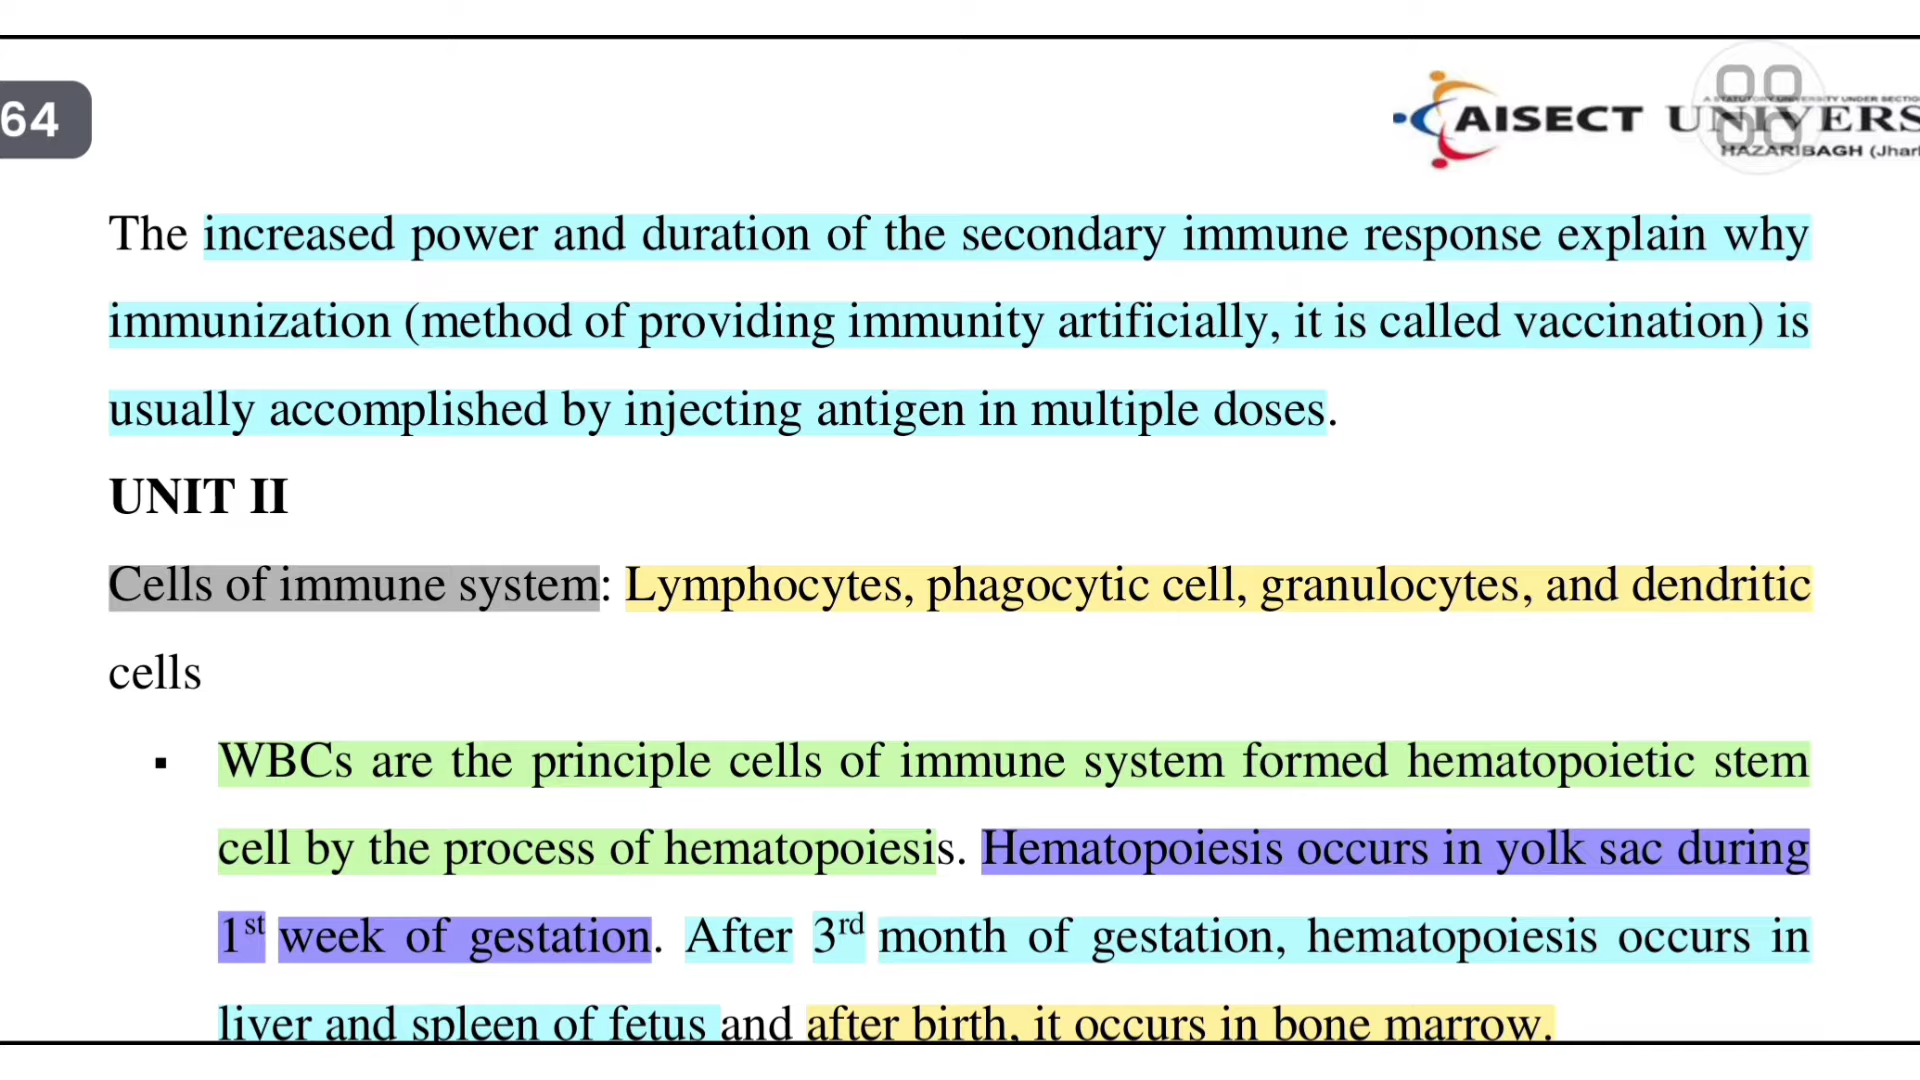 64
AISECT UNIVERS
HAZARIBAGH (Jhar
The increased power and duration of the secondary immune response explain why
immunization (method of providing immunity artificially, it is called vaccination) is
usually accomplished by injecting antigen in multiple doses.
UNIT II
Cells of immune system: Lymphocytes, phagocytic cell, granulocytes, and dendritic
cells
▪ WBCs are the principle cells of immune system formed hematopoietic stem
cell by the process of hematopoiesis. Hematopoiesis occurs in yolk sac during
1st week of gestation. After 3rd month of gestation, hematopoiesis occurs in
liver and spleen of fetus and after birth, it occurs in bone marrow.